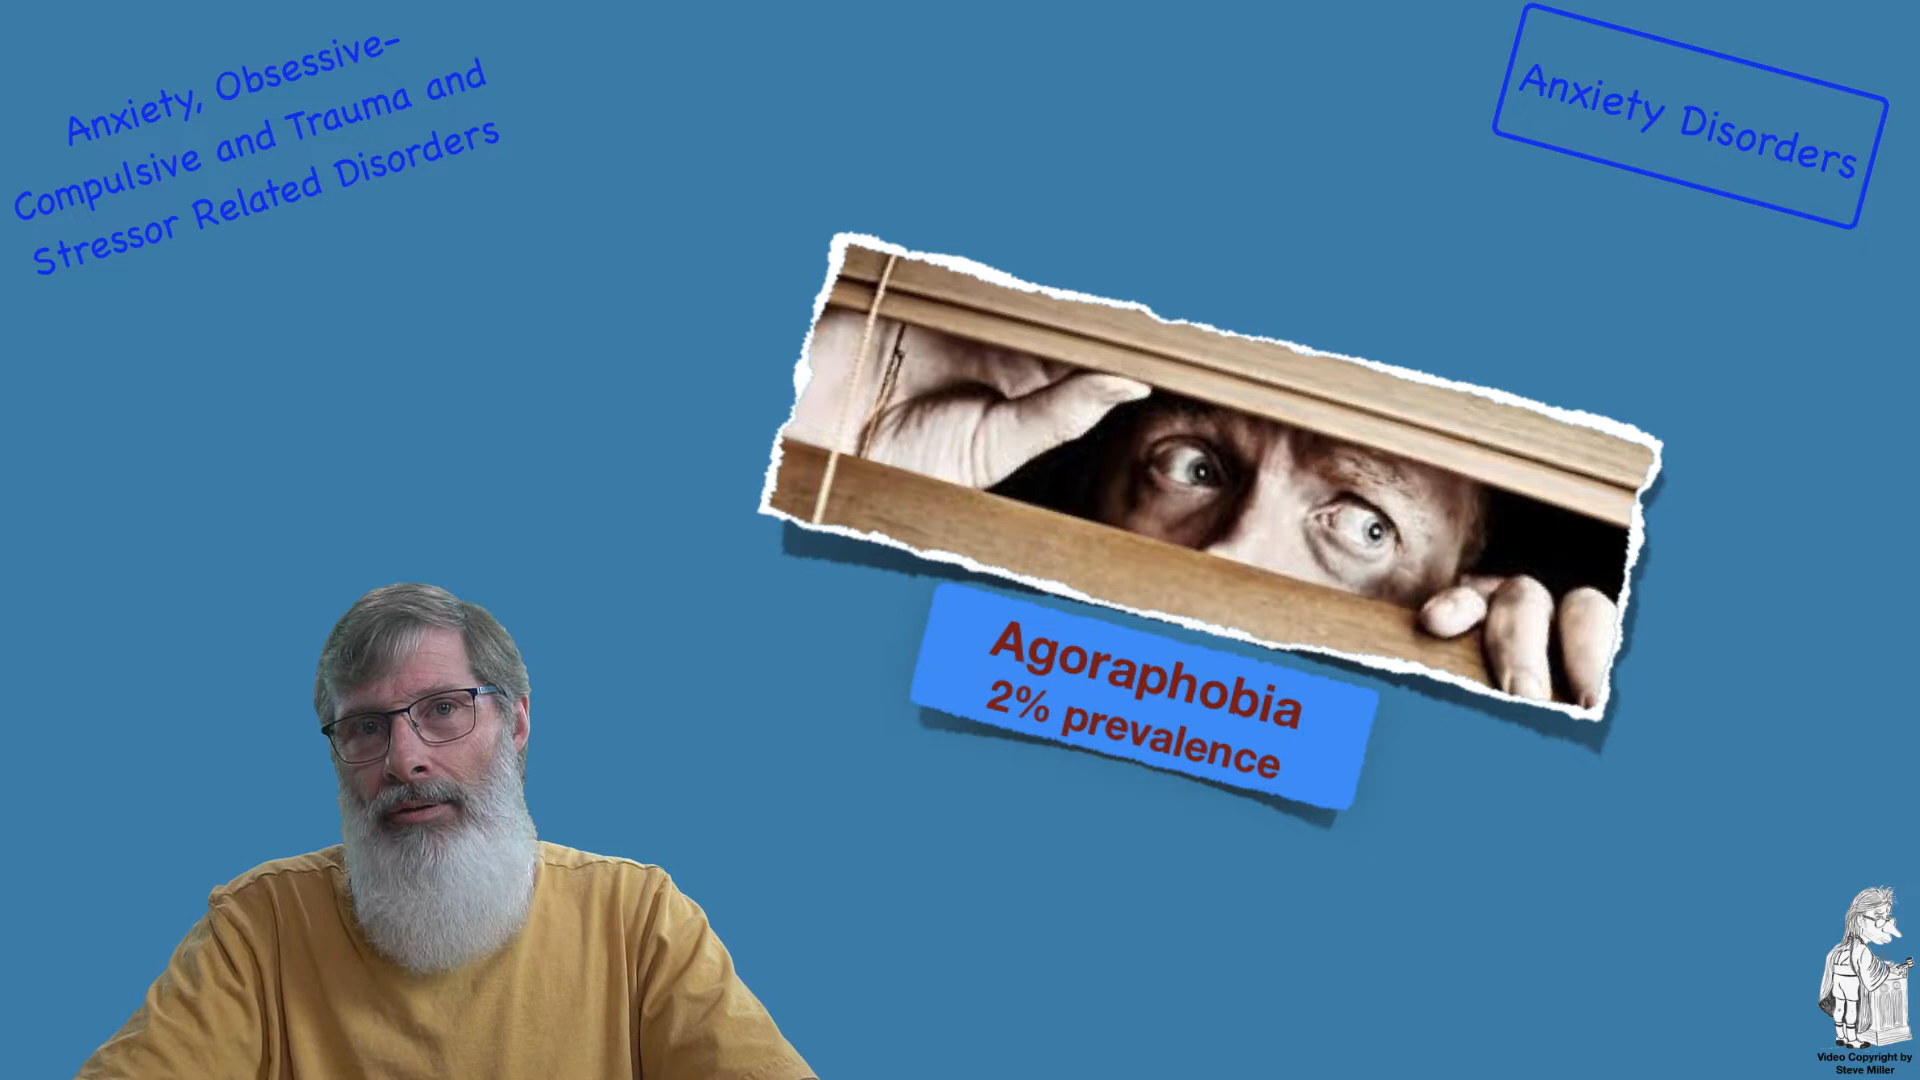 Anxiety, Obsessive-
Compulsive and Trauma and
Stressor Related Disorders
Anxiety Disorders
Agoraphobia
2% prevalence
Video Copyright by
Steve Miller